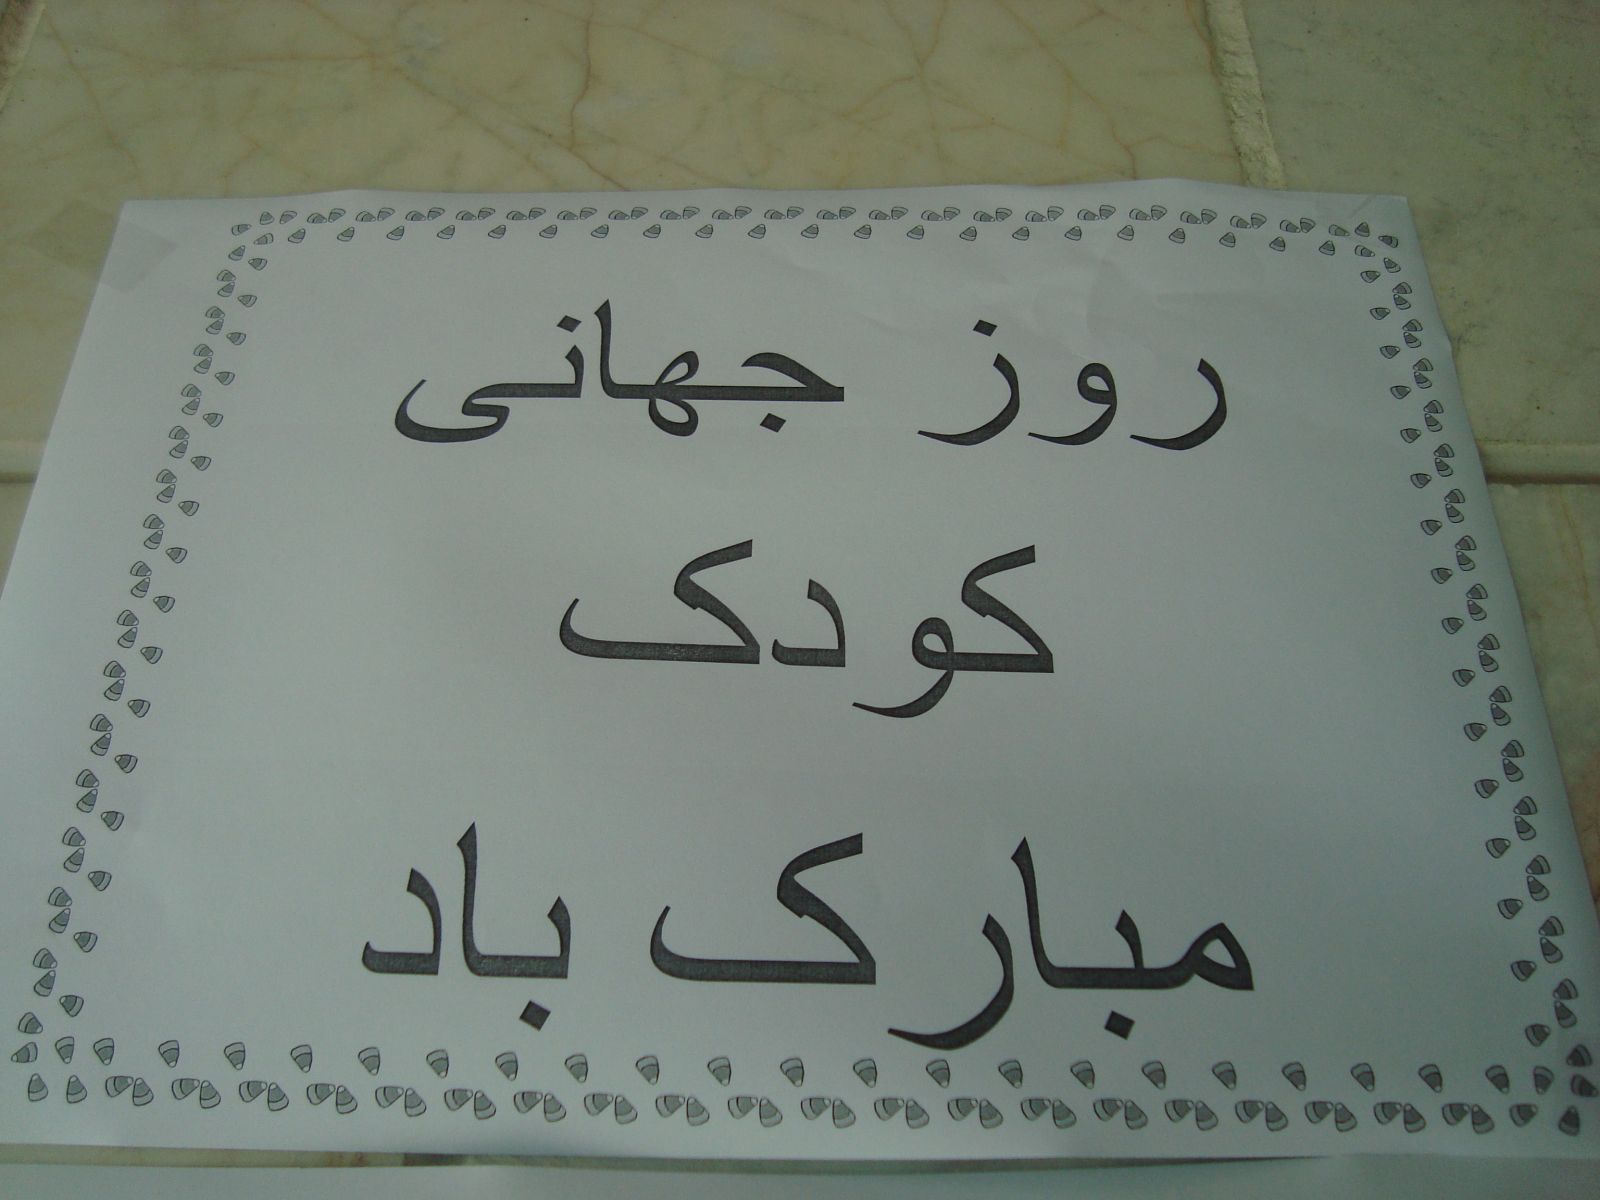 روز جهانی
کودک
مبارک باد